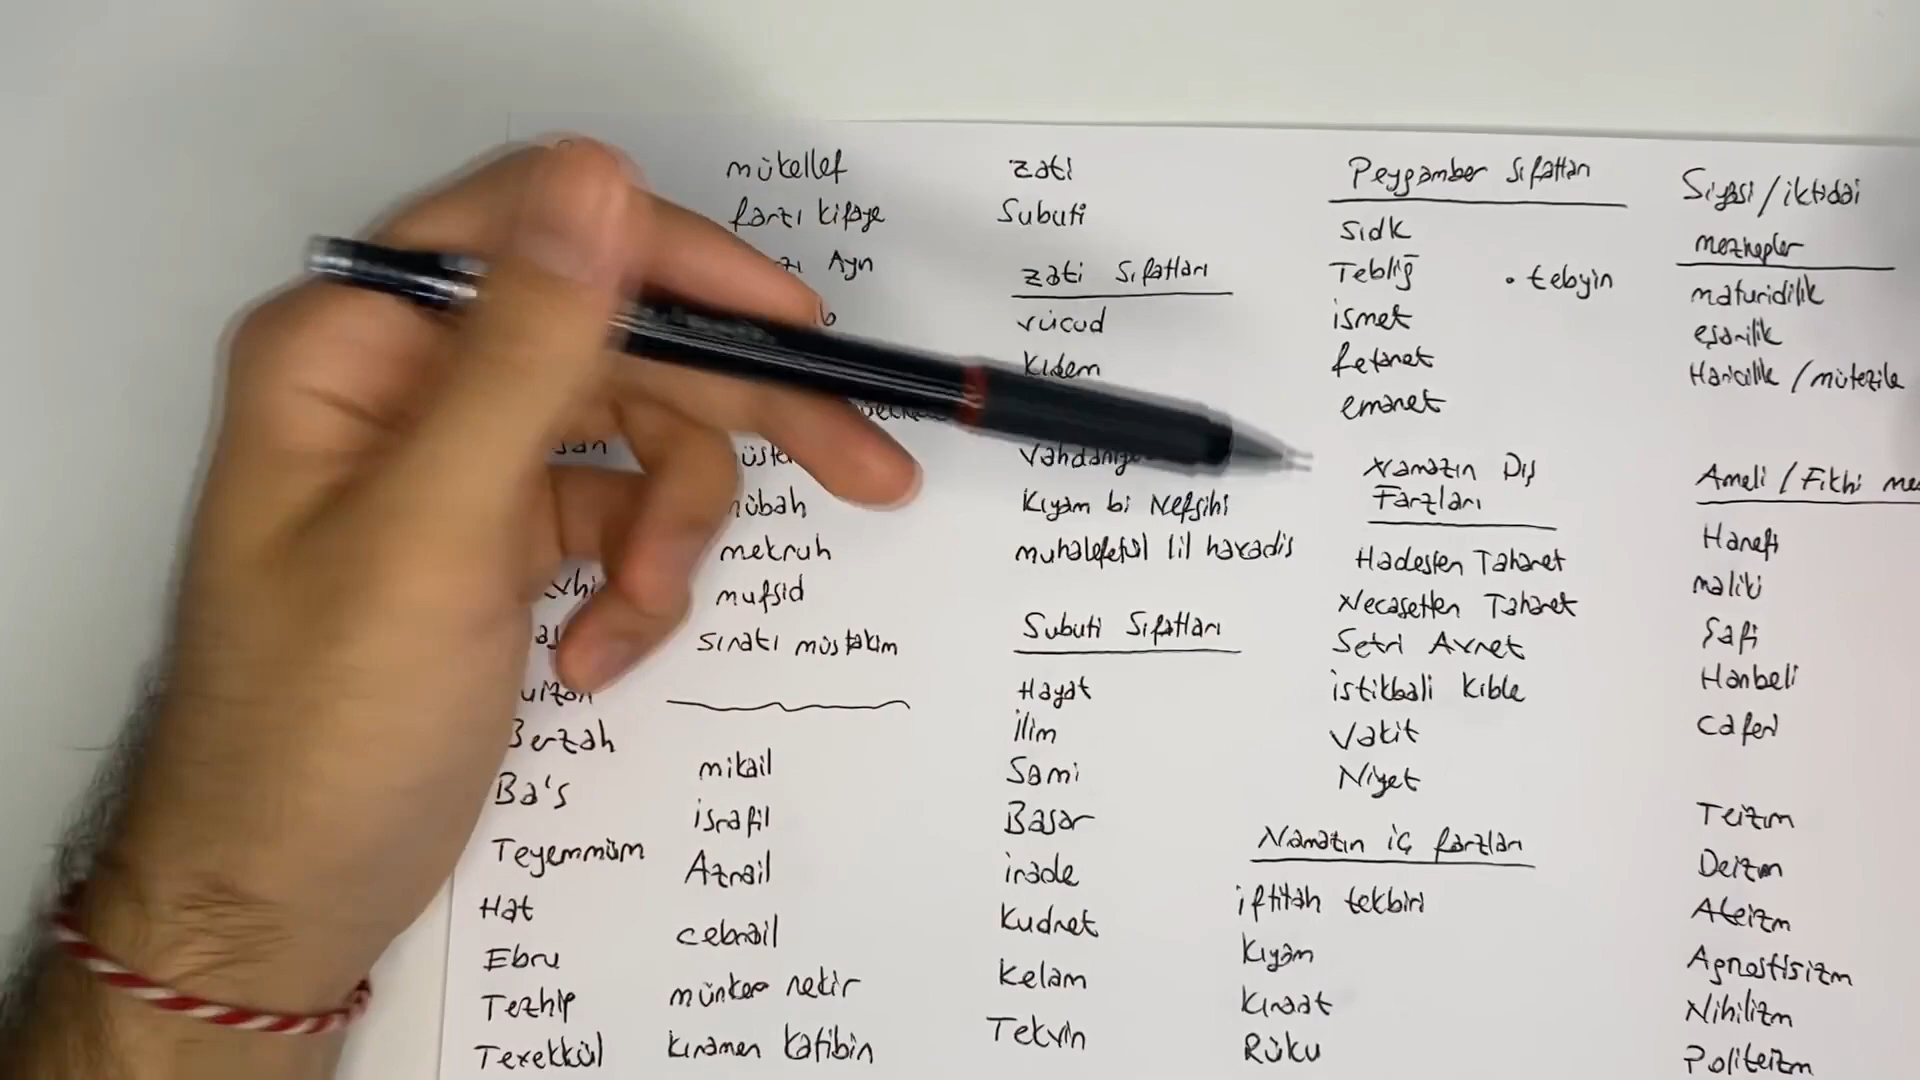 Mizan
Berzah
Ba's
Teyemmüm
Hat
Ebru
Tezhip
Tevekkül
mükellef
farzı kifaye
Ayn
mübah
mekruh
mufsid
sıratı müstakim
mikail
israfil
Azrail
cebrail
münker nekir
kiramen katibin
zati
Subuti
zati Sıfatları
vücud
Kıdem
Kıyam bi Nefsihi
muhalefetül lil havadis
Subuti Sıfatları
Hayat
ilim
Sami
Basar
irade
Kudret
Kelam
Tekvin
Peygamber Sıfatları
Sıdk
Tebliğ • tebyin
ismet
fetanet
emanet
Namazın Dış
Farzları
Hadesten Taharet
Necasetten Taharet
Setri Avret
istikbali Kıble
Vakit
Niyet
Namazın iç farzları
iftitah tekbiri
Kıyam
Kıraat
Rüku
Siyasi / iktidai
mezhepler
maturidilik
eşarilik
Haricilik / mütezile
Ameli / Fıkhi
Hanefi
maliki
Şafi
Hanbeli
Caferi
Teizm
Deizm
Ateizm
Agnostisizm
Nihilizm
Politeizm